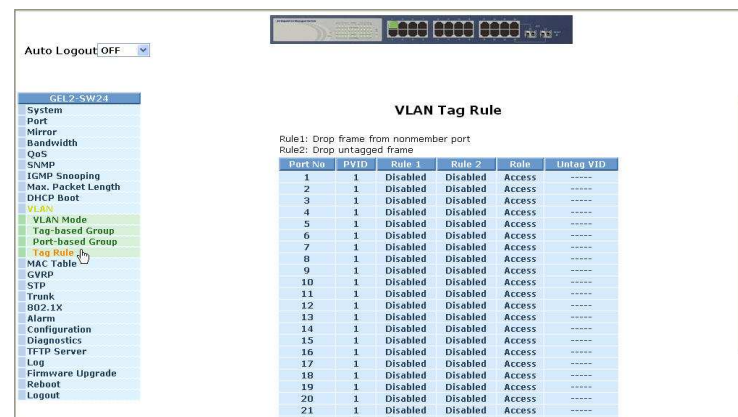 Auto Logout OFF
GEL2-SW24
System
Port
Mirror
Bandwidth
QoS
SNMP
IGMP Snooping
Max. Packet Length
DHCP Boot
VLAN
VLAN Mode
Tag-based Group
Port-based Group
Tag Rule
MAC Table
GVRP
STP
Trunk
802.1X
Alarm
Configuration
Diagnostics
TFTP Server
Log
Firmware Upgrade
Reboot
Logout
VLAN Tag Rule
Rule1: Drop frame from nonmember port
Rule2: Drop untagged frame
Port No PVID Rule 1 Rule 2 Role Untag VID
1 1 Disabled Disabled Access -----
2 1 Disabled Disabled Access -----
3 1 Disabled Disabled Access -----
4 1 Disabled Disabled Access -----
5 1 Disabled Disabled Access -----
6 1 Disabled Disabled Access -----
7 1 Disabled Disabled Access -----
8 1 Disabled Disabled Access -----
9 1 Disabled Disabled Access -----
10 1 Disabled Disabled Access -----
11 1 Disabled Disabled Access -----
12 1 Disabled Disabled Access -----
13 1 Disabled Disabled Access -----
14 1 Disabled Disabled Access -----
15 1 Disabled Disabled Access -----
16 1 Disabled Disabled Access -----
17 1 Disabled Disabled Access -----
18 1 Disabled Disabled Access -----
19 1 Disabled Disabled Access -----
20 1 Disabled Disabled Access -----
21 1 Disabled Disabled Access -----